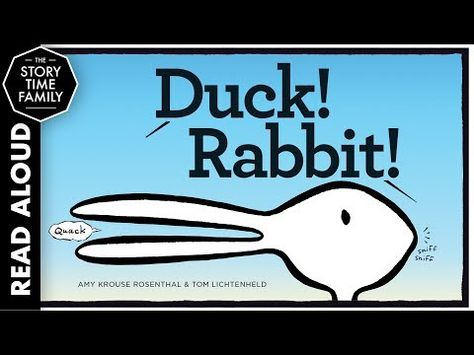 THE
STORY
TIME
FAMILY
READ ALOUD
Duck!
Rabbit!
Quack
sniff
sniff
AMY KROUSE ROSENTHAL & TOM LICHTENHELD